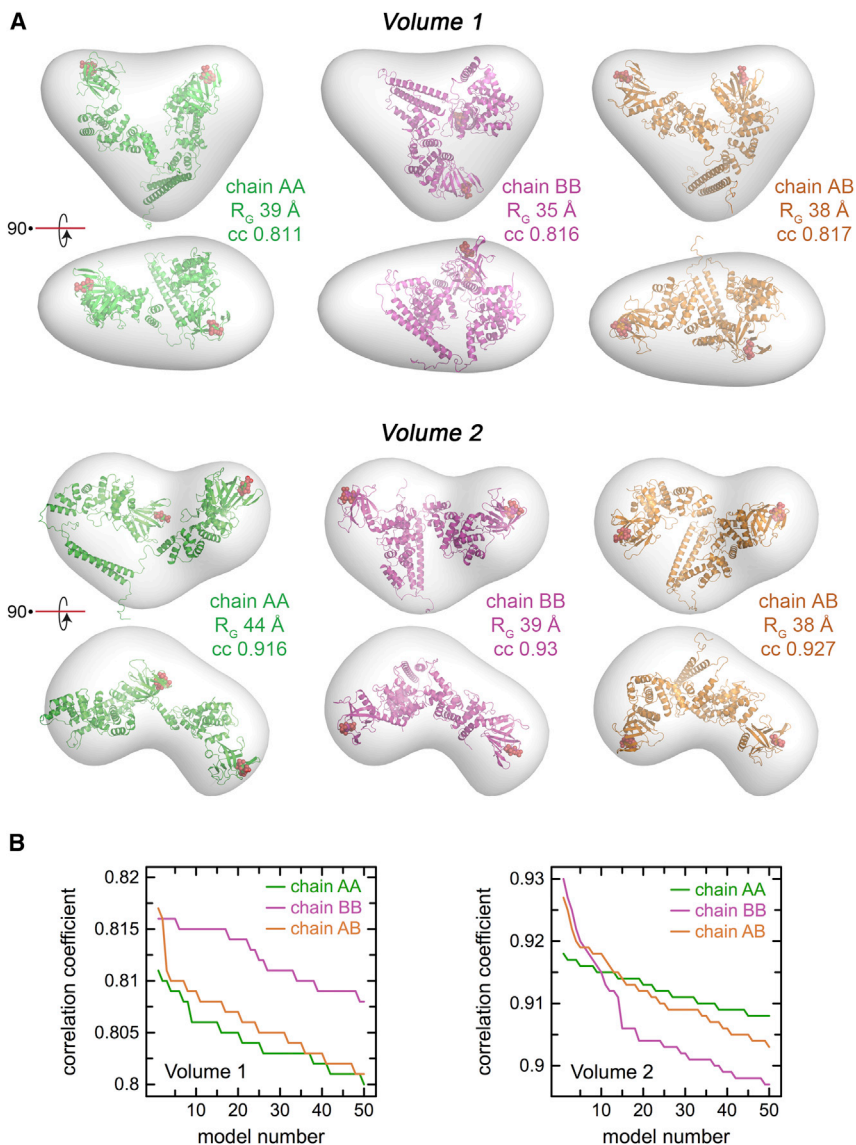 A
Volume 1
chain AA
RG 39 Å
cc 0.811
chain BB
RG 35 Å
cc 0.816
chain AB
RG 38 Å
cc 0.817
90•
Volume 2
chain AA
RG 44 Å
cc 0.916
chain BB
RG 39 Å
cc 0.93
chain AB
RG 38 Å
cc 0.927
90•
B
correlation coefficient
0.82
0.815
0.81
0.805
0.8
chain AA
chain BB
chain AB
Volume 1
10 20 30 40 50
model number
correlation coefficient
0.93
0.92
0.91
0.9
chain AA
chain BB
chain AB
Volume 2
10 20 30 40 50
model number